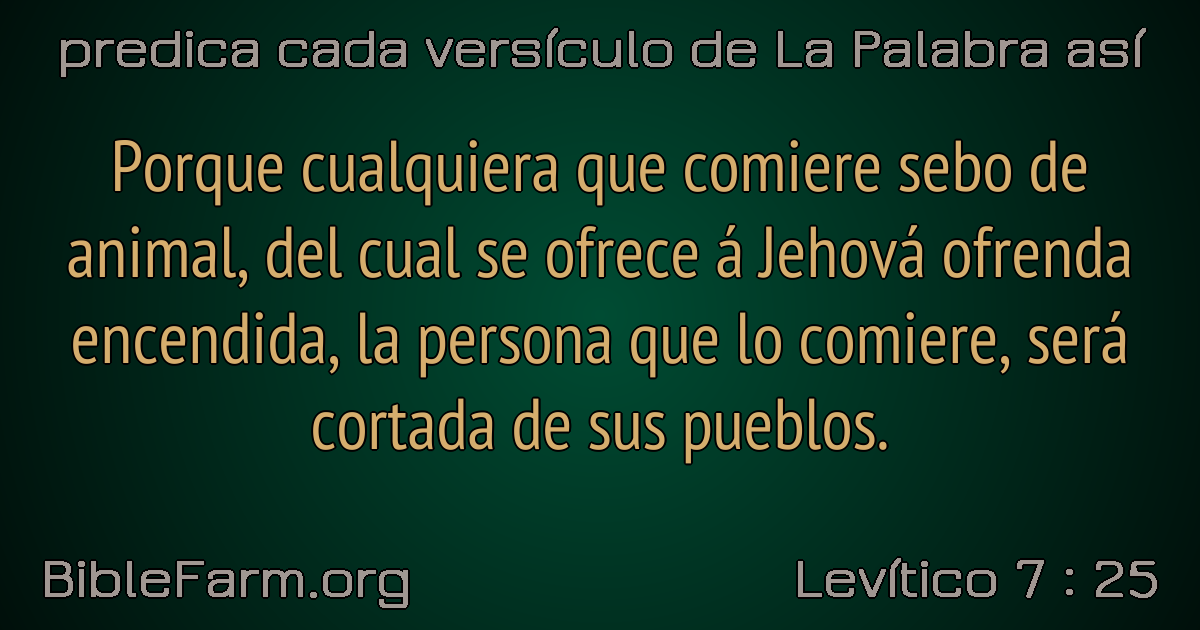 predica cada versículo de La Palabra así
Porque cualquiera que comiere sebo de
animal, del cual se ofrece á Jehová ofrenda
encendida, la persona que lo comiere, será
cortada de sus pueblos.
BibleFarm.org
Levítico 7 : 25